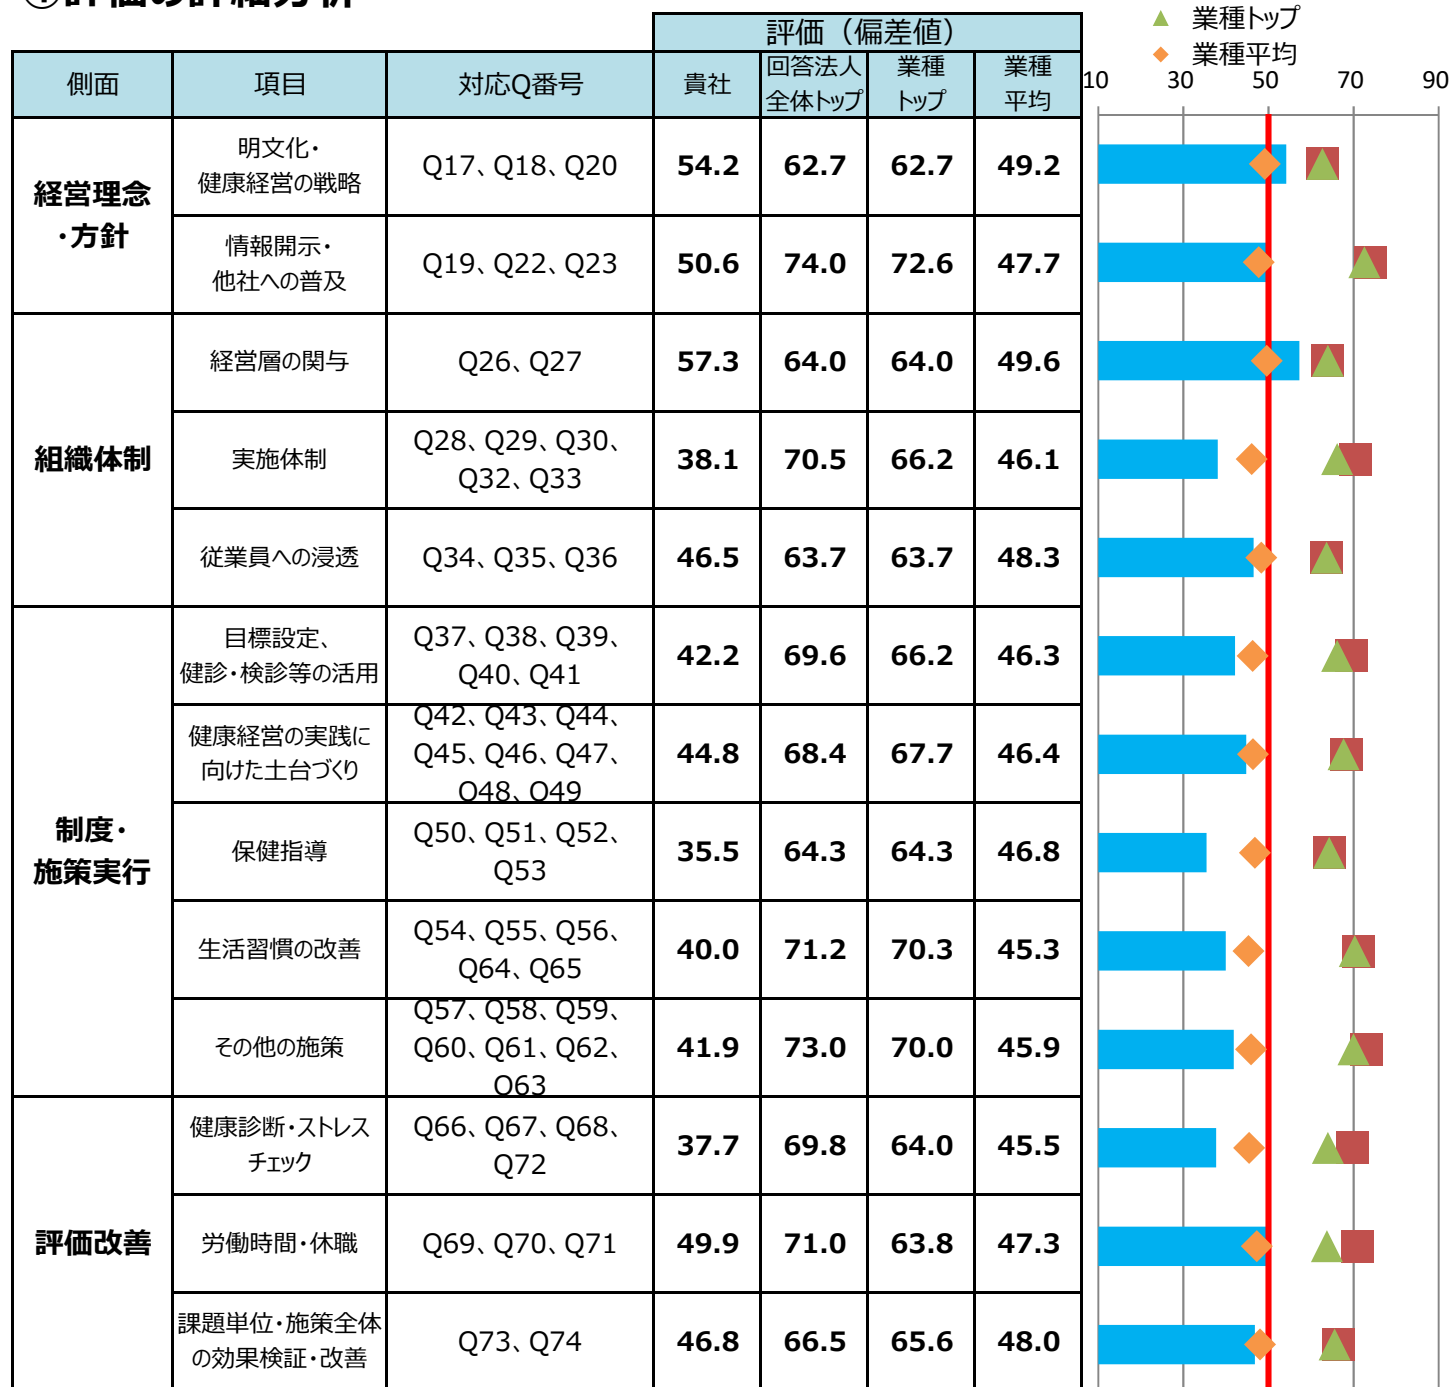 ①評価の詳細分析
業種トップ
業種平均
評価（偏差値）
側面 項目 対応Q番号 貴社 回答法人 業種 業種
全体トップ トップ 平均
10 30 50 70 90
経営理念
・方針
明文化・
健康経営の戦略
Q17、Q18、Q20 54.2 62.7 62.7 49.2
情報開示・
他社への普及
Q19、Q22、Q23 50.6 74.0 72.6 47.7
組織体制
経営層の関与 Q26、Q27 57.3 64.0 64.0 49.6
実施体制
Q28、Q29、Q30、
Q32、Q33
38.1 70.5 66.2 46.1
従業員への浸透 Q34、Q35、Q36 46.5 63.7 63.7 48.3
制度・
施策実行
目標設定、
健診・検診等の活用
Q37、Q38、Q39、
Q40、Q41
42.2 69.6 66.2 46.3
健康経営の実践に
向けた土台づくり
Q42、Q43、Q44、
Q45、Q46、Q47、
Q48、Q49
44.8 68.4 67.7 46.4
保健指導
Q50、Q51、Q52、
Q53
35.5 64.3 64.3 46.8
生活習慣の改善
Q54、Q55、Q56、
Q64、Q65
40.0 71.2 70.3 45.3
その他の施策
Q57、Q58、Q59、
Q60、Q61、Q62、
Q63
41.9 73.0 70.0 45.9
評価改善
健康診断・ストレス
チェック
Q66、Q67、Q68、
Q72
37.7 69.8 64.0 45.5
労働時間・休職 Q69、Q70、Q71 49.9 71.0 63.8 47.3
課題単位・施策全体
の効果検証・改善
Q73、Q74 46.8 66.5 65.6 48.0